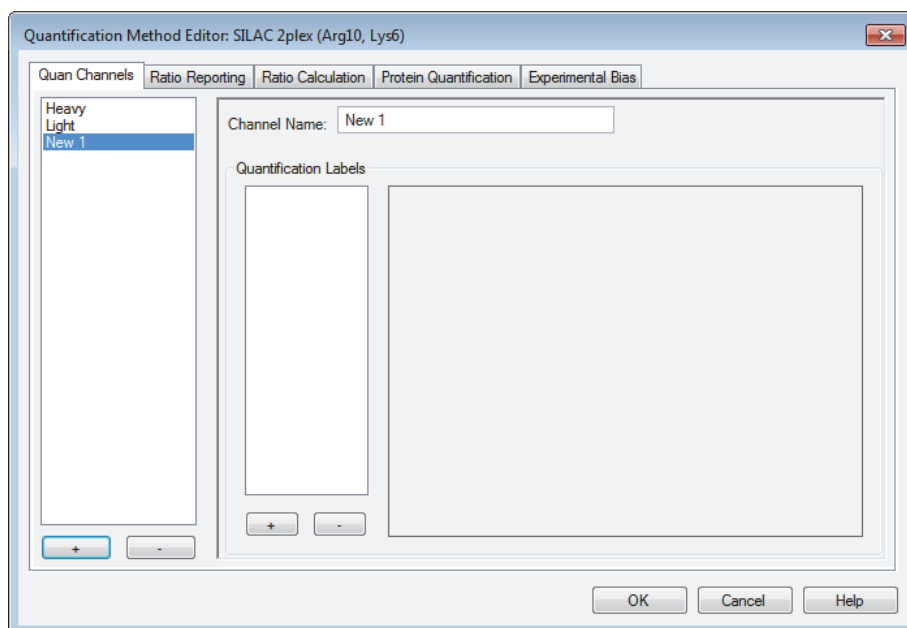 Quantification Method Editor: SILAC 2plex (Arg10, Lys6)
Quan Channels Ratio Reporting Ratio Calculation Protein Quantification Experimental Bias
Heavy
Light
New 1
Channel Name: New 1
Quantification Labels
+ -
+ -
OK Cancel Help